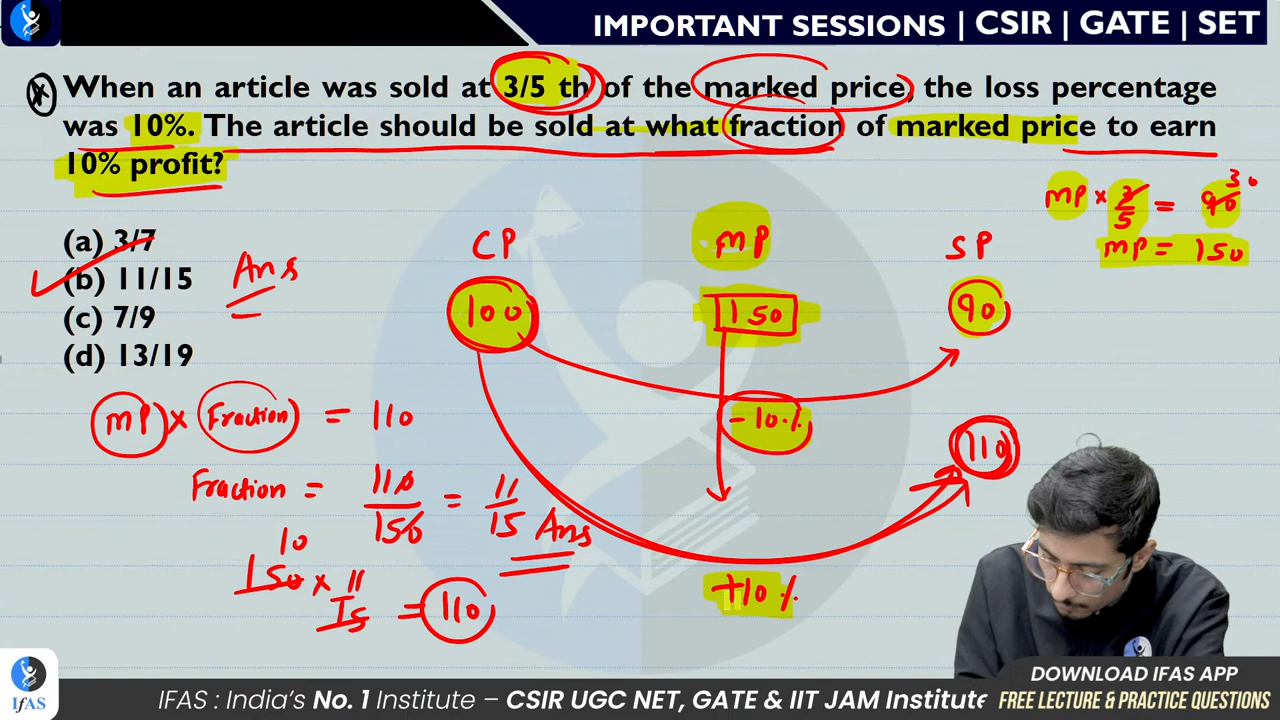 IMPORTANT SESSIONS | CSIR | GATE | SET
When an article was sold at 3/5 th of the marked price, the loss percentage
was 10%. The article should be sold at what fraction of marked price to earn
10% profit?
MP × 3/5 = 90 30
MP = 150
(a) 3/7
(b) 11/15 Ans
(c) 7/9
(d) 13/19
CP MP SP
100 150 90
-10%
110
+10%
MP × Fraction = 110
Fraction = 110/150 = 11/15 Ans
10
150 × 11/15 = 110
IFAS
IFAS : India's No. 1 Institute – CSIR UGC NET, GATE & IIT JAM Institute
DOWNLOAD IFAS APP
FREE LECTURE & PRACTICE QUESTIONS